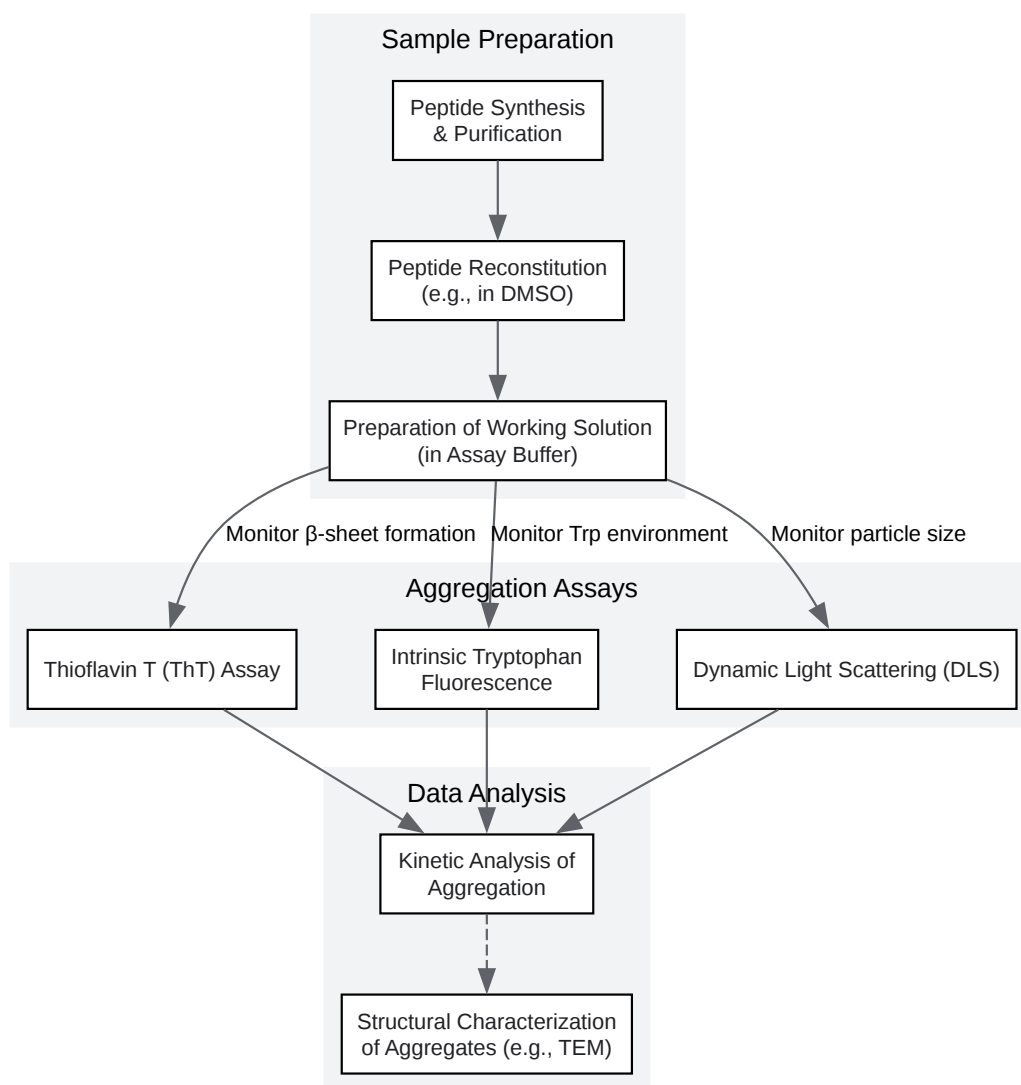 Sample Preparation
Peptide Synthesis
& Purification
Peptide Reconstitution
(e.g., in DMSO)
Preparation of Working Solution
(in Assay Buffer)
Monitor β-sheet formation
Monitor Trp environment
Monitor particle size
Aggregation Assays
Thioflavin T (ThT) Assay
Intrinsic Tryptophan
Fluorescence
Dynamic Light Scattering (DLS)
Data Analysis
Kinetic Analysis of
Aggregation
Structural Characterization
of Aggregates (e.g., TEM)